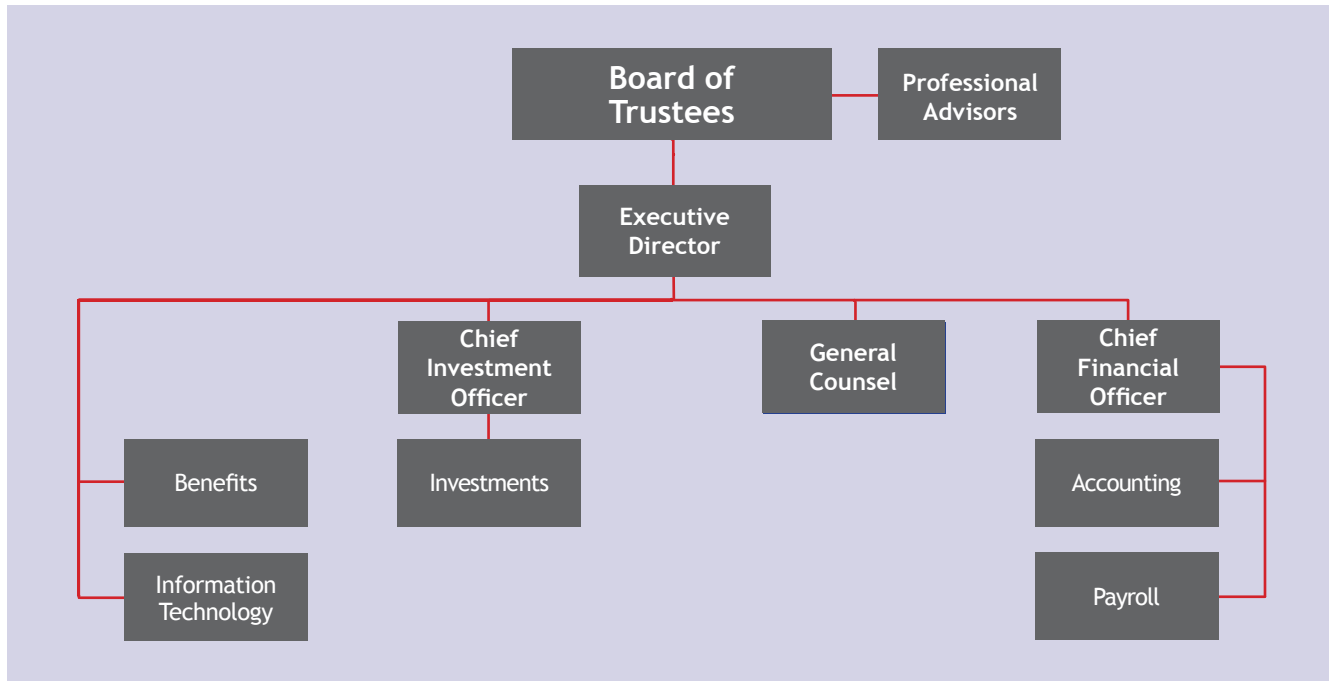 Board of
Trustees
Professional
Advisors
Executive
Director
Chief
Investment
Officer
General
Counsel
Chief
Financial
Officer
Benefits
Investments
Accounting
Information
Technology
Payroll